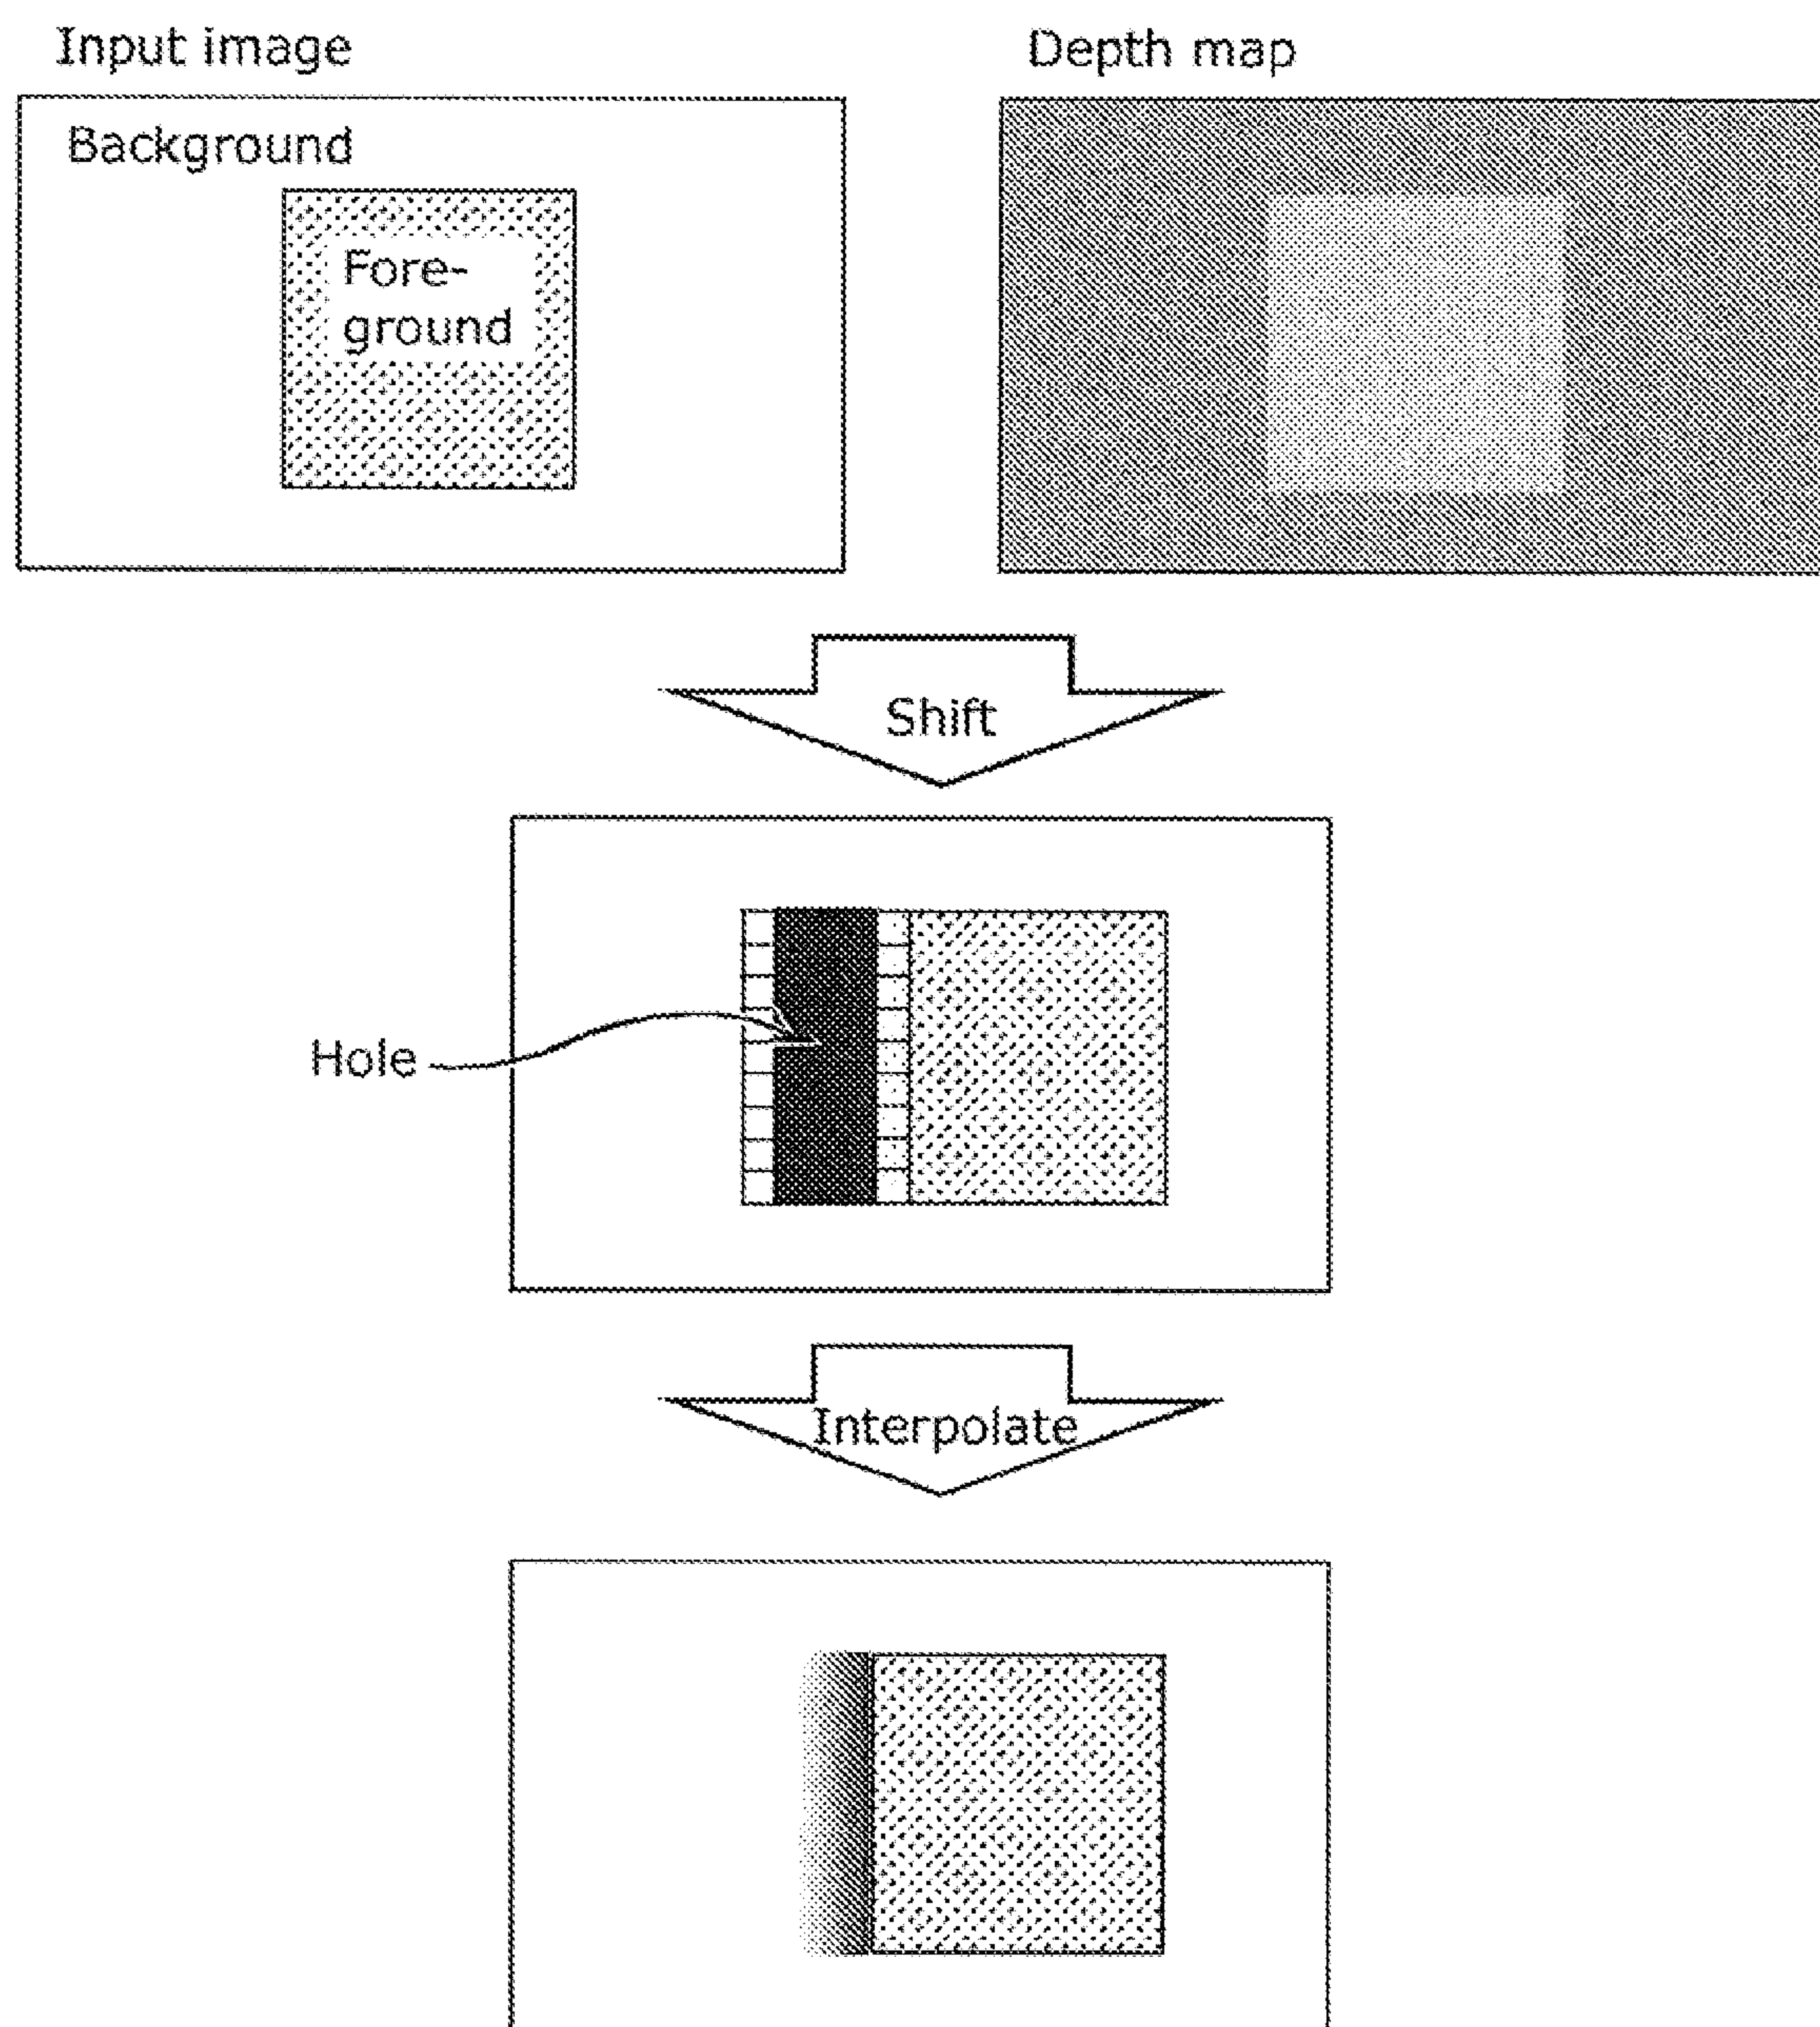 Input image
Depth map
Background
Fore-
ground
Shift
Hole
Interpolate